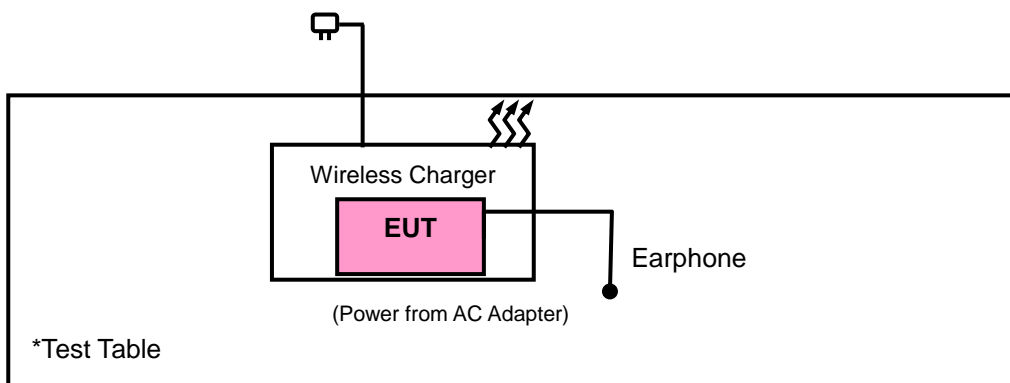 Wireless Charger
EUT
Earphone
(Power from AC Adapter)
*Test Table